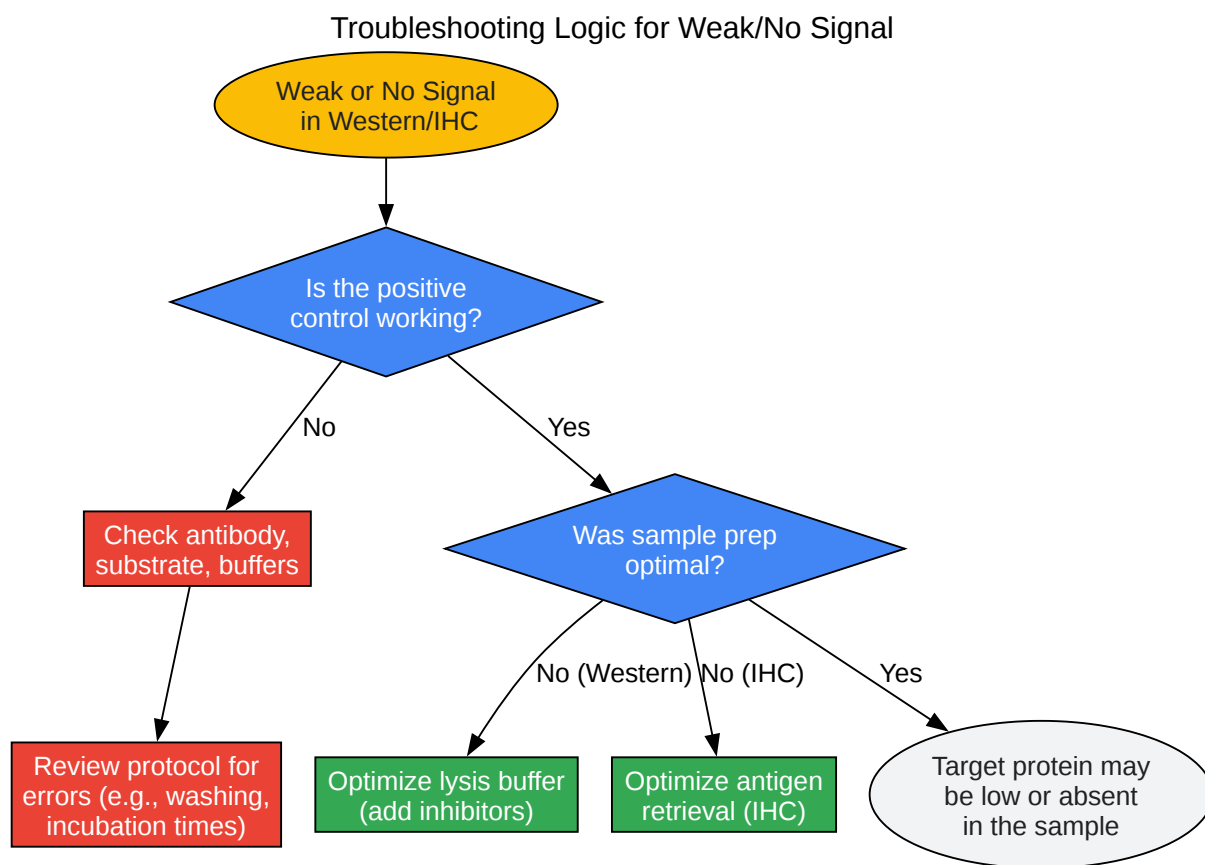 Troubleshooting Logic for Weak/No Signal
Weak or No Signal
in Western/IHC
Is the positive
control working?
No
Yes
Check antibody,
substrate, buffers
Was sample prep
optimal?
No (Western)
No (IHC)
Yes
Review protocol for
errors (e.g., washing,
incubation times)
Optimize lysis buffer
(add inhibitors)
Optimize antigen
retrieval (IHC)
Target protein may
be low or absent
in the sample